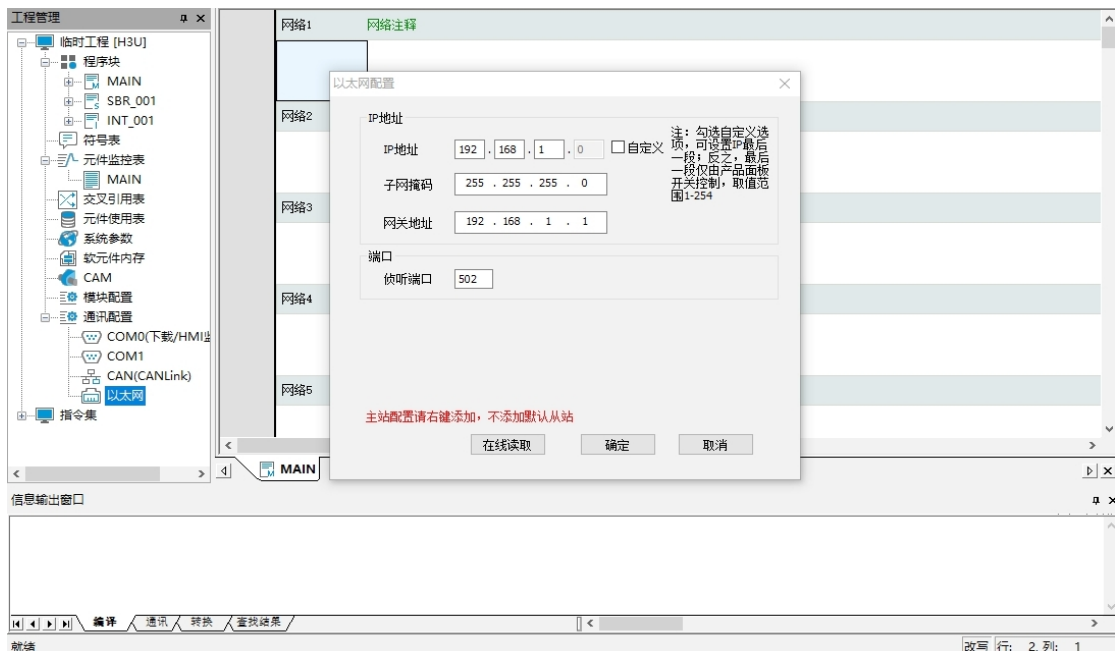 工程管理
临时工程 [H3U]
程序块
MAIN
SBR_001
INT_001
符号表
元件监控表
MAIN
交叉引用表
元件使用表
系统参数
软元件内存
CAM
模块配置
通讯配置
COM0(下载/HMI监
COM1
CAN(CANLink)
以太网
指令集
网络1 网络注释
网络2
网络3
网络4
网络5
以太网配置
IP地址
IP地址 192 . 168 . 1 . 0 自定义
注：勾选自定义选
项，可设置IP最后
一段；反之，最后
一段仅由产品面板
开关控制，取值范
围1-254
子网掩码 255 . 255 . 255 . 0
网关地址 192 . 168 . 1 . 1
端口
侦听端口 502
主站配置请右键添加，不添加默认从站
在线读取 确定 取消
MAIN
信息输出窗口
编译 通讯 转换 查找结果
就绪 改写 行: 2, 列: 1